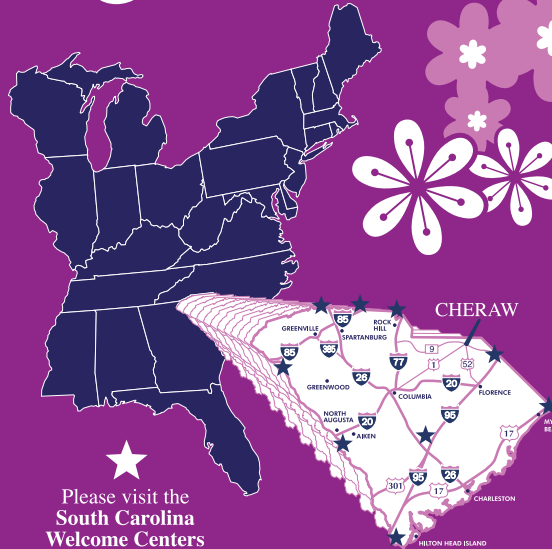 CHERAW
85
ROCK
HILL
GREENVILLE
SPARTANBURG
385
9
85
77
1
52
26
20
GREENWOOD
COLUMBIA
FLORENCE
NORTH
AUGUSTA
20
95
AIKEN
17
MY
BE
301
95
26
17
CHARLESTON
HILTON HEAD ISLAND
Please visit the
South Carolina
Welcome Centers